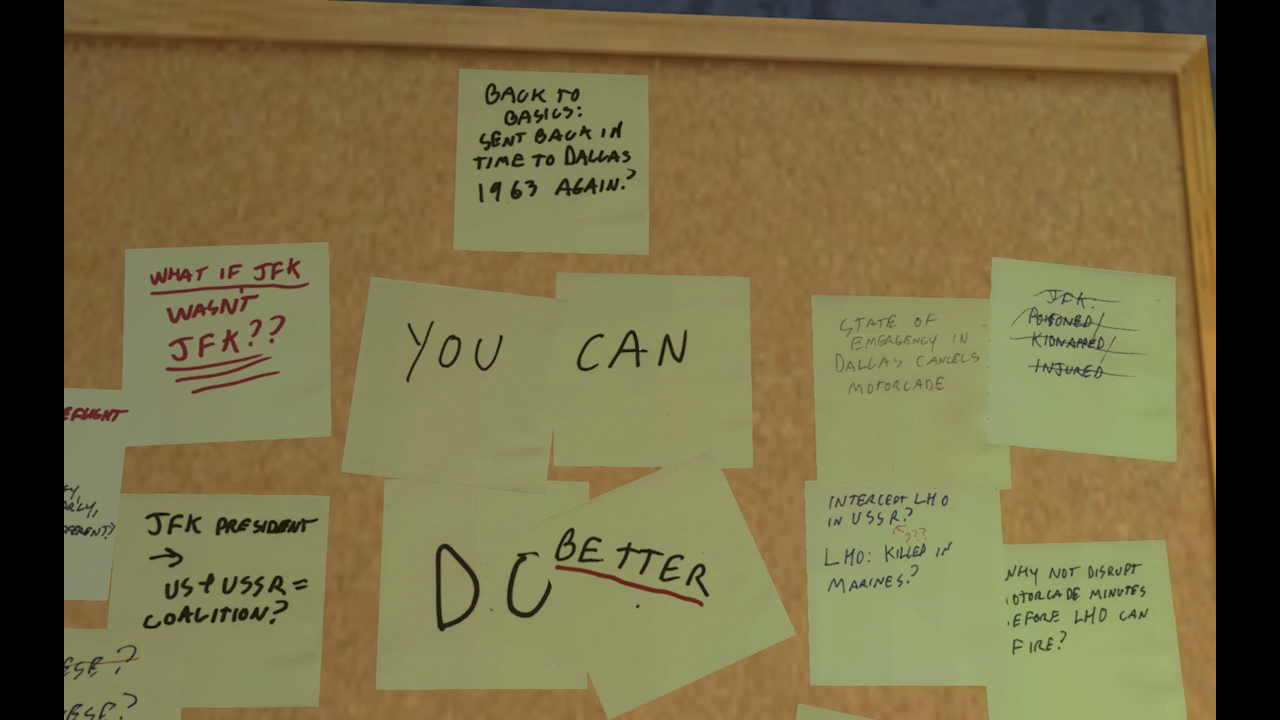 BACK TO
BASICS:
SENT BACK IN
TIME TO DALLAS
1963 AGAIN?
WHAT IF JFK
WASN'T
JFK??
YOU CAN
DO BETTER
STATE OF
EMERGENCY IN
DALLAS CANCELS
MOTORCADE
JFK:
POISONED/
KIDNAPPED/
INJURED
JFK PRESIDENT
→
US + USSR =
COALITION?
INTERCEPT LHO
IN USSR?
???
LHO: KILLED IN
MARINES?
WHY NOT DISRUPT
MOTORCADE MINUTES
BEFORE LHO CAN
FIRE?